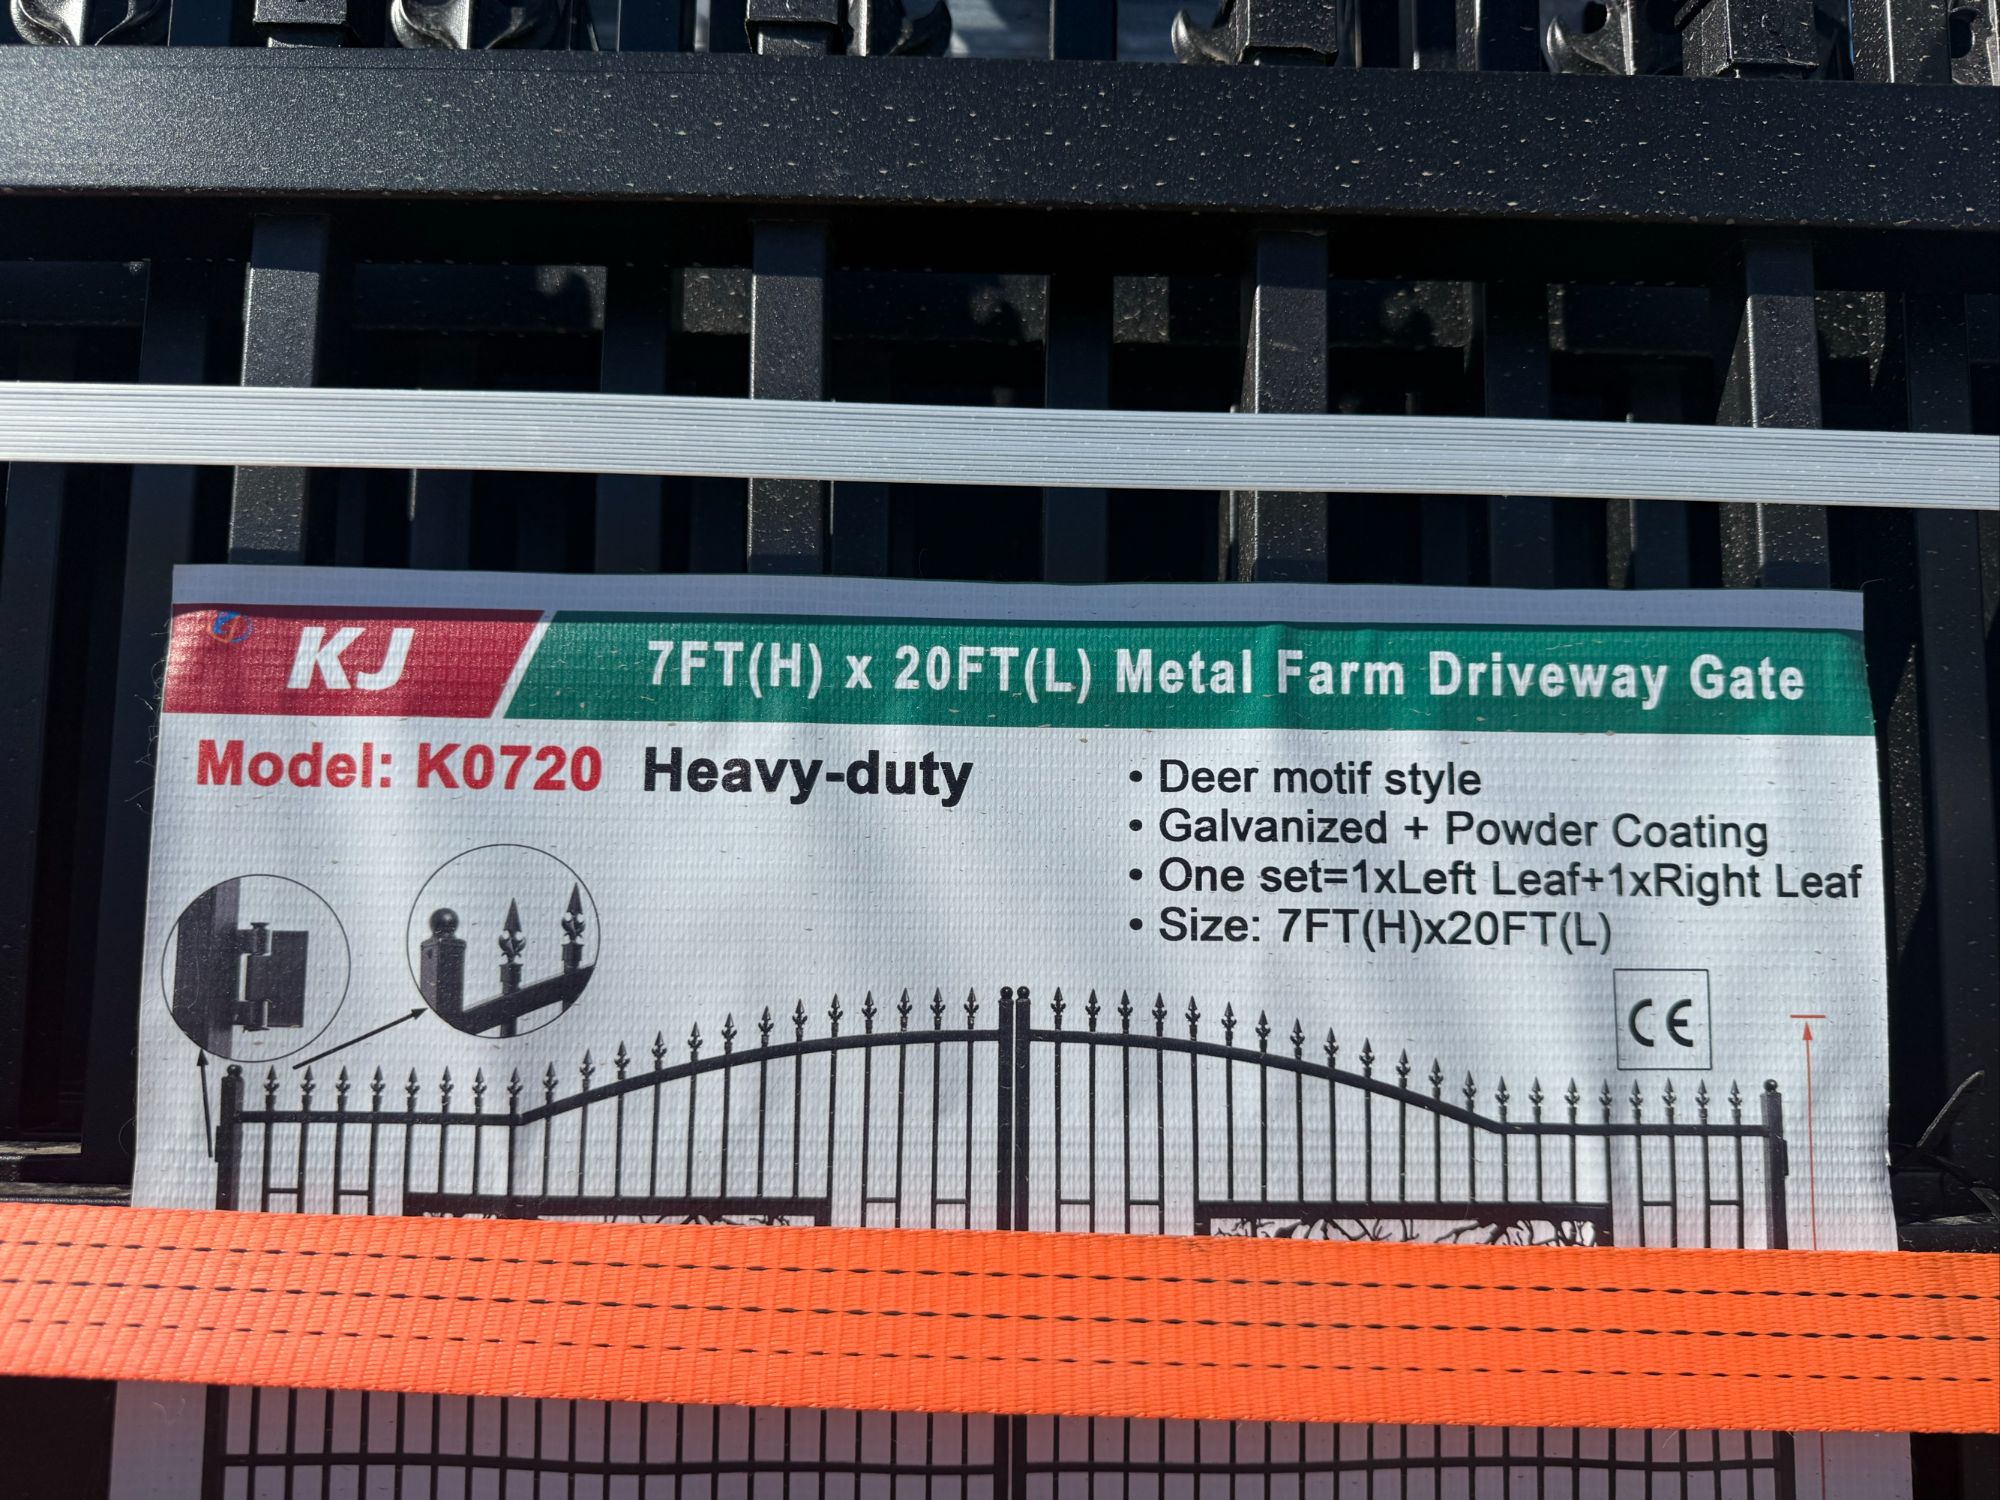 KJ
7FT(H) x 20FT(L) Metal Farm Driveway Gate
Model: K0720 Heavy-duty
• Deer motif style
• Galvanized + Powder Coating
• One set=1xLeft Leaf+1xRight Leaf
• Size: 7FT(H)x20FT(L)
CE